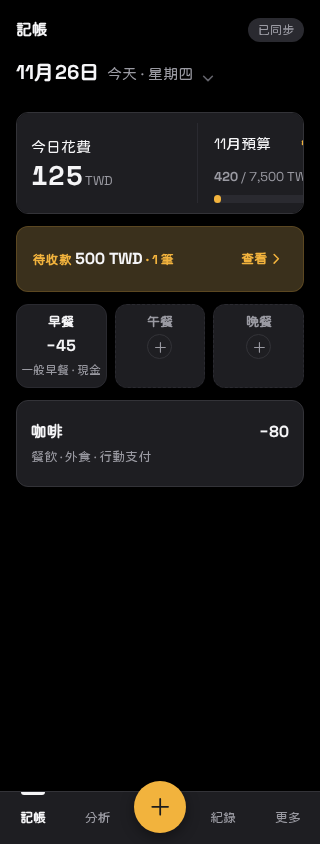 記帳
已同步
11月26日 今天 · 星期四
今日花費
125 TWD
11月預算
420 / 7,500 TW
待收款 500 TWD · 1 筆
查看
早餐
-45
一般早餐 · 現金
午餐
晚餐
咖啡
-80
餐飲 · 外食 · 行動支付
記帳
分析
紀錄
更多